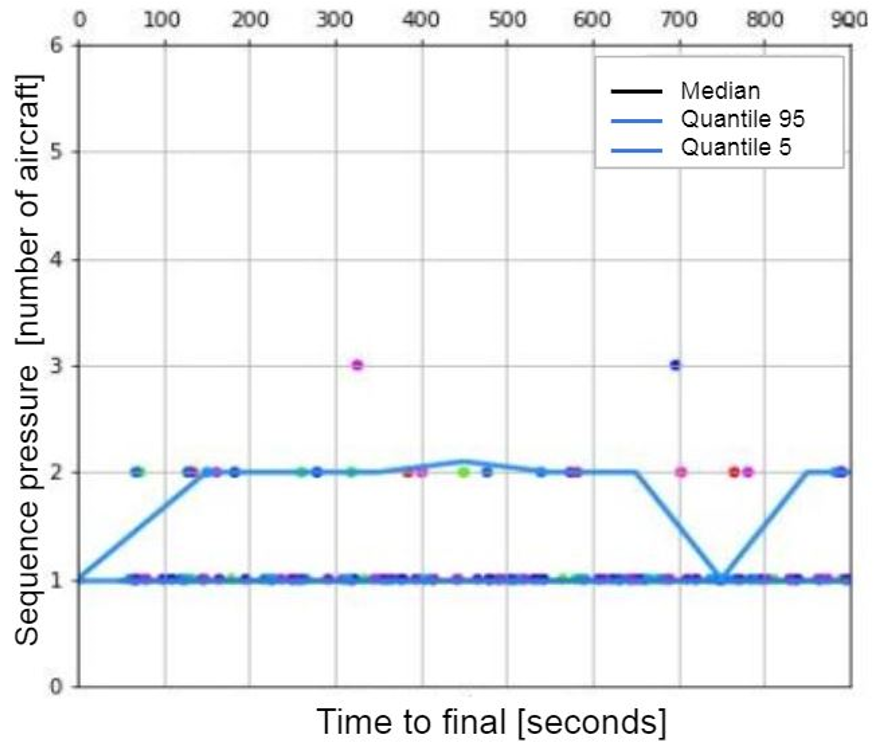 0 100 200 300 400 500 600 700 800 900
6
5
4
3
2
1
0
Sequence pressure [number of aircraft]
Median
Quantile 95
Quantile 5
Time to final [seconds]